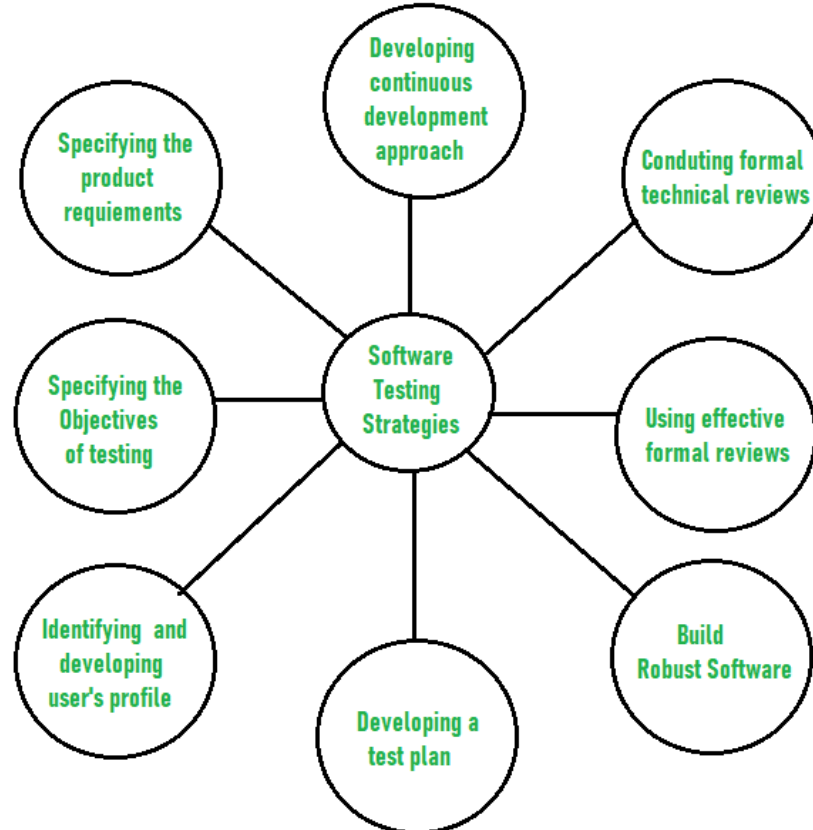 Developing
continuous
development
approach
Specifying the
product
requiements
Conduting formal
technical reviews
Software
Testing
Strategies
Specifying the
Objectives
of testing
Using effective
formal reviews
Identifying and
developing
user's profile
Build
Robust Software
Developing a
test plan